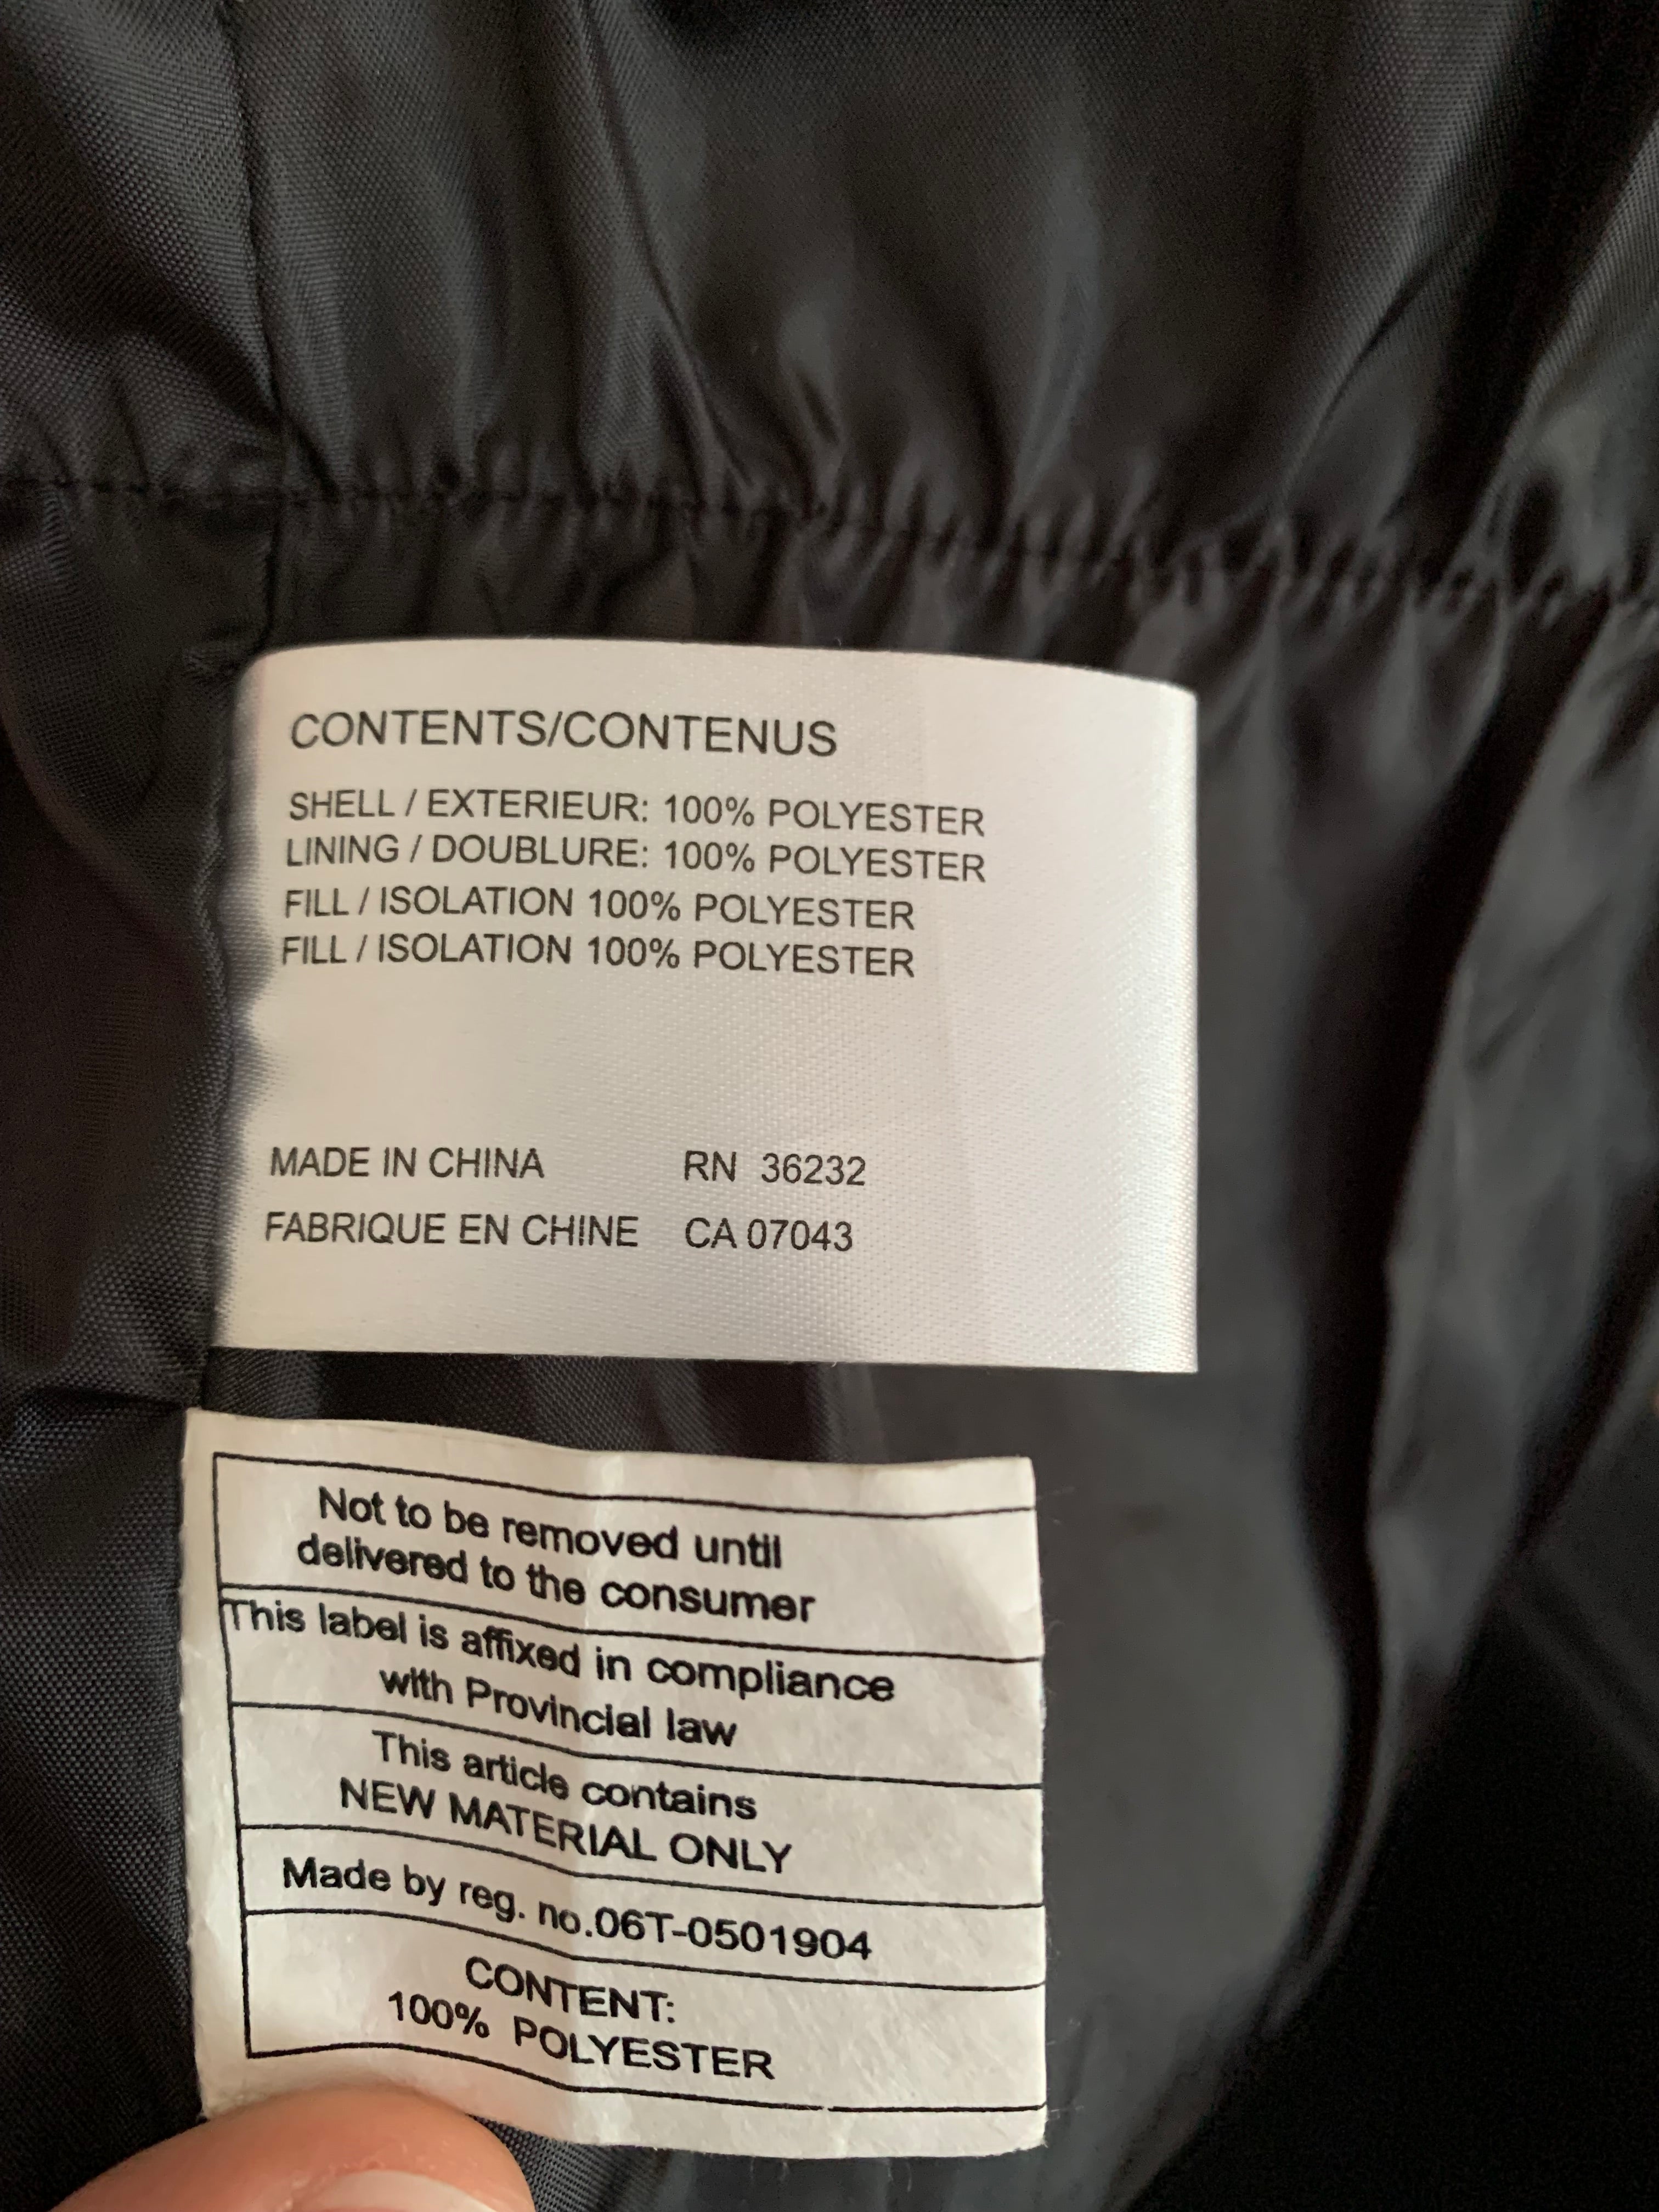 CONTENTS/CONTENUS
SHELL / EXTERIEUR: 100% POLYESTER
LINING / DOUBLURE: 100% POLYESTER
FILL / ISOLATION 100% POLYESTER
FILL / ISOLATION 100% POLYESTER
MADE IN CHINA RN 36232
FABRIQUE EN CHINE CA 07043
Not to be removed until
delivered to the consumer
This label is affixed in compliance
with Provincial law
This article contains
NEW MATERIAL ONLY
Made by reg. no.06T-0501904
CONTENT:
100% POLYESTER